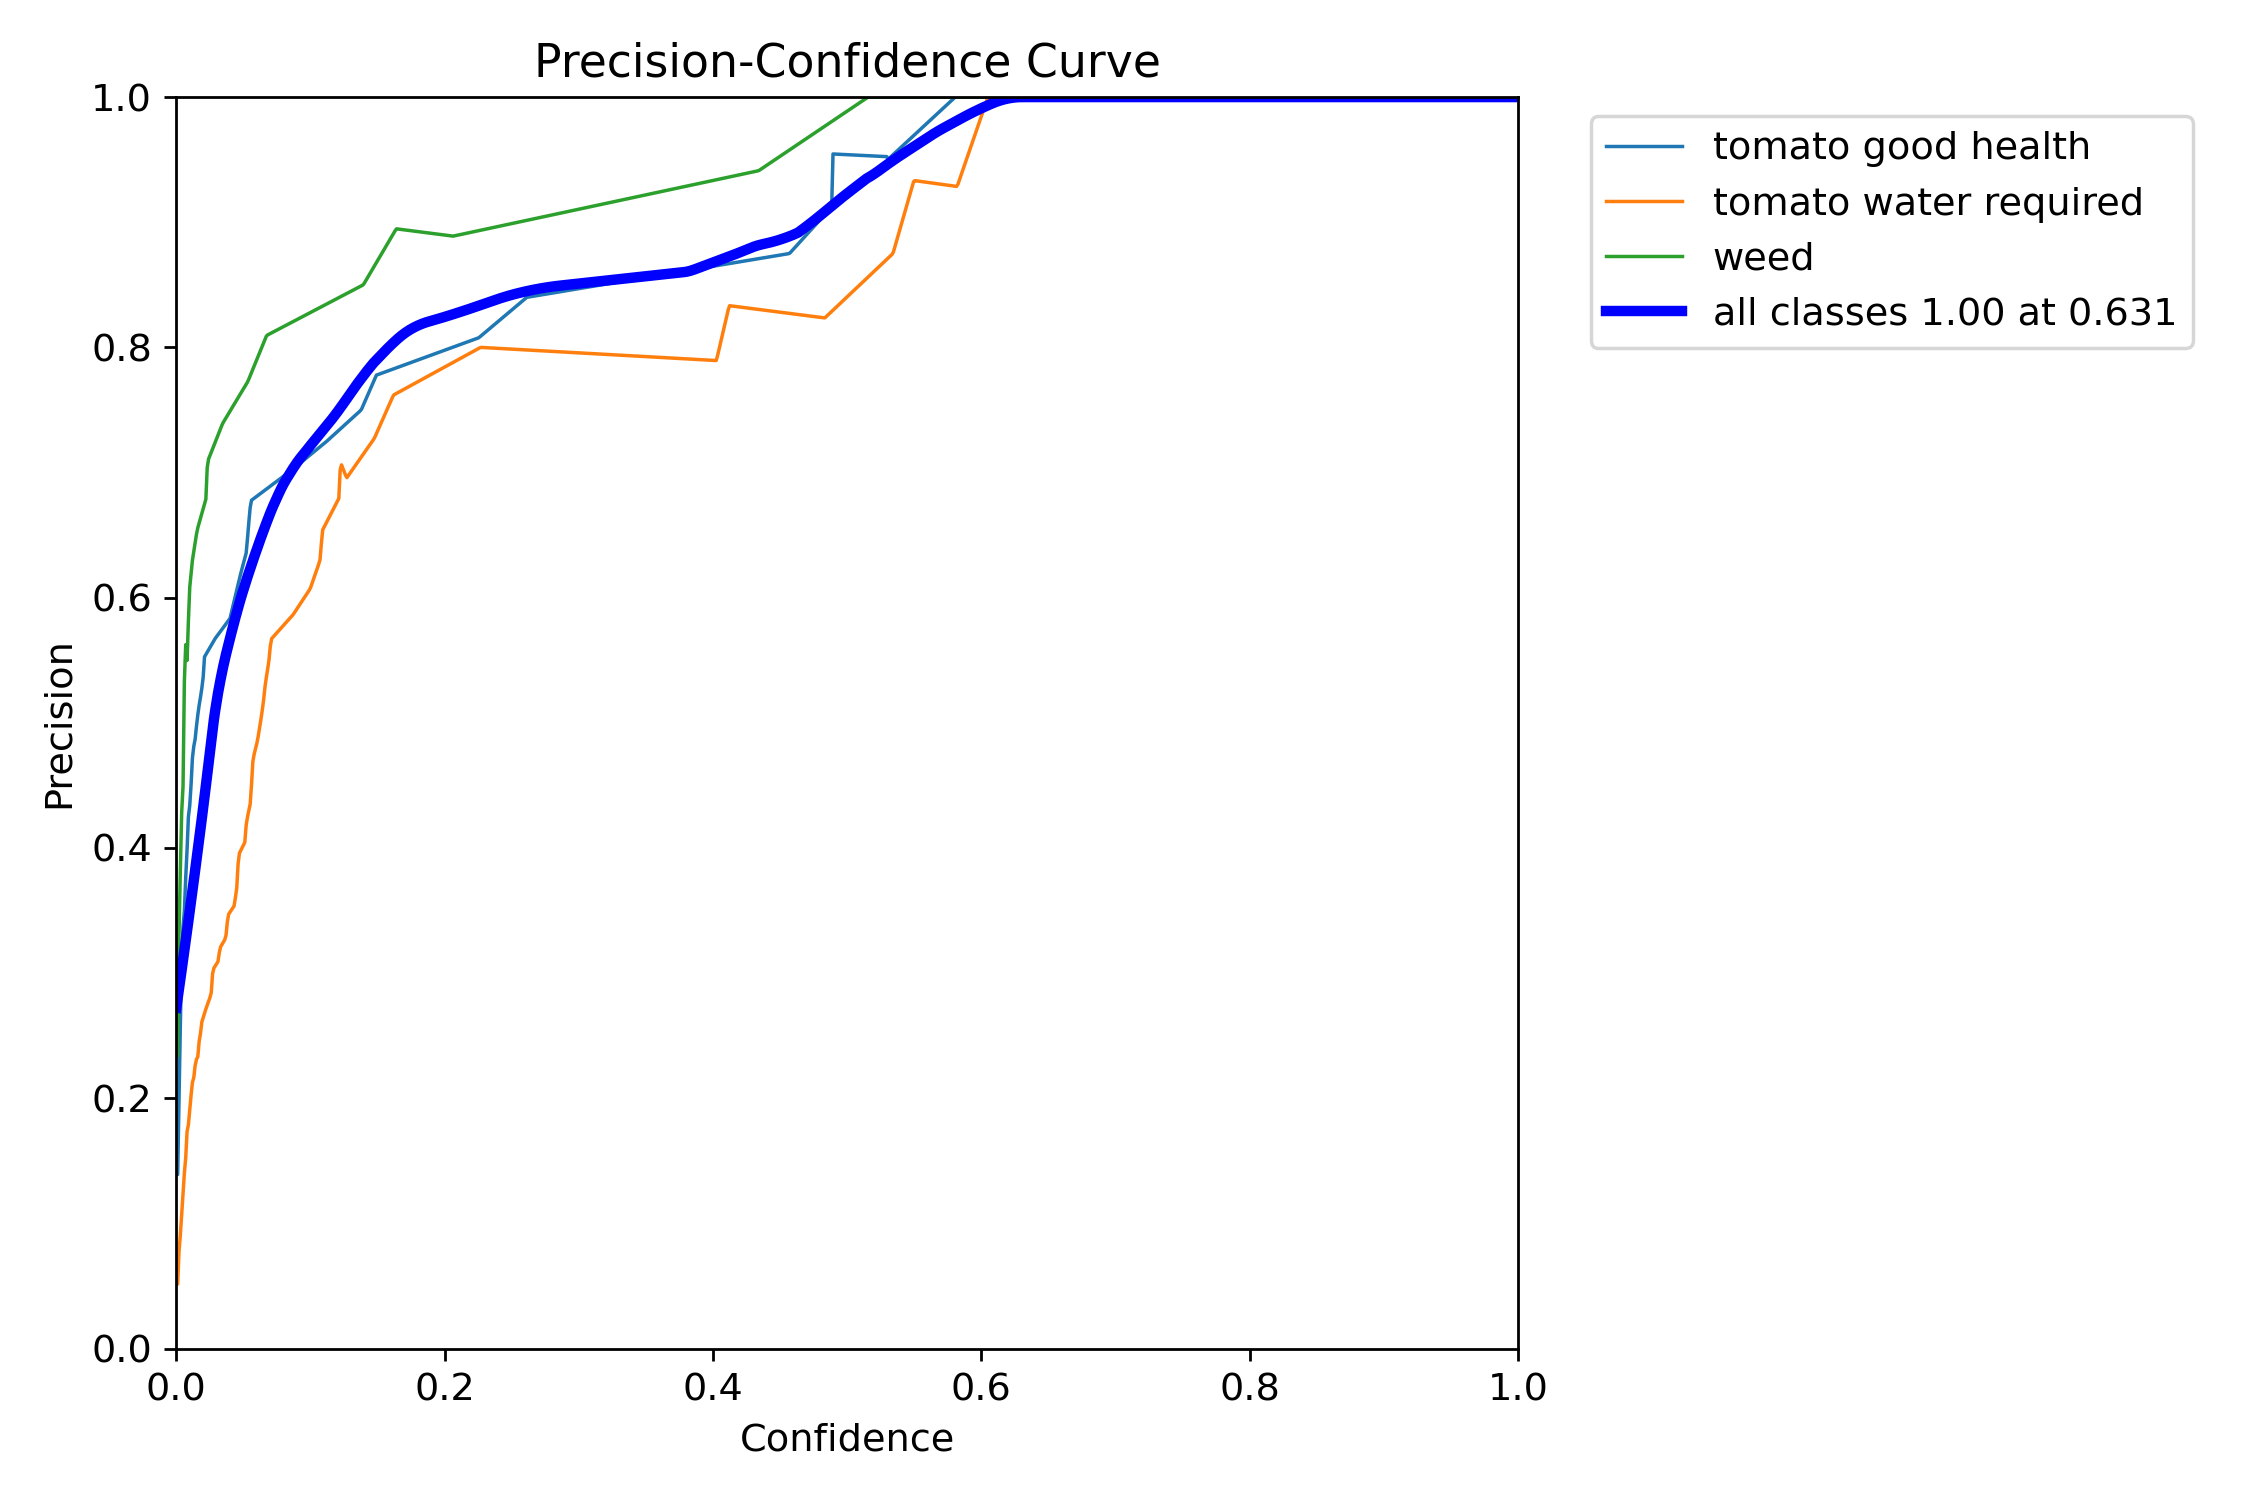 Precision-Confidence Curve
1.0
0.8
0.6
0.4
0.2
0.0
Precision
0.0 0.2 0.4 0.6 0.8 1.0
Confidence
tomato good health
tomato water required
weed
all classes 1.00 at 0.631